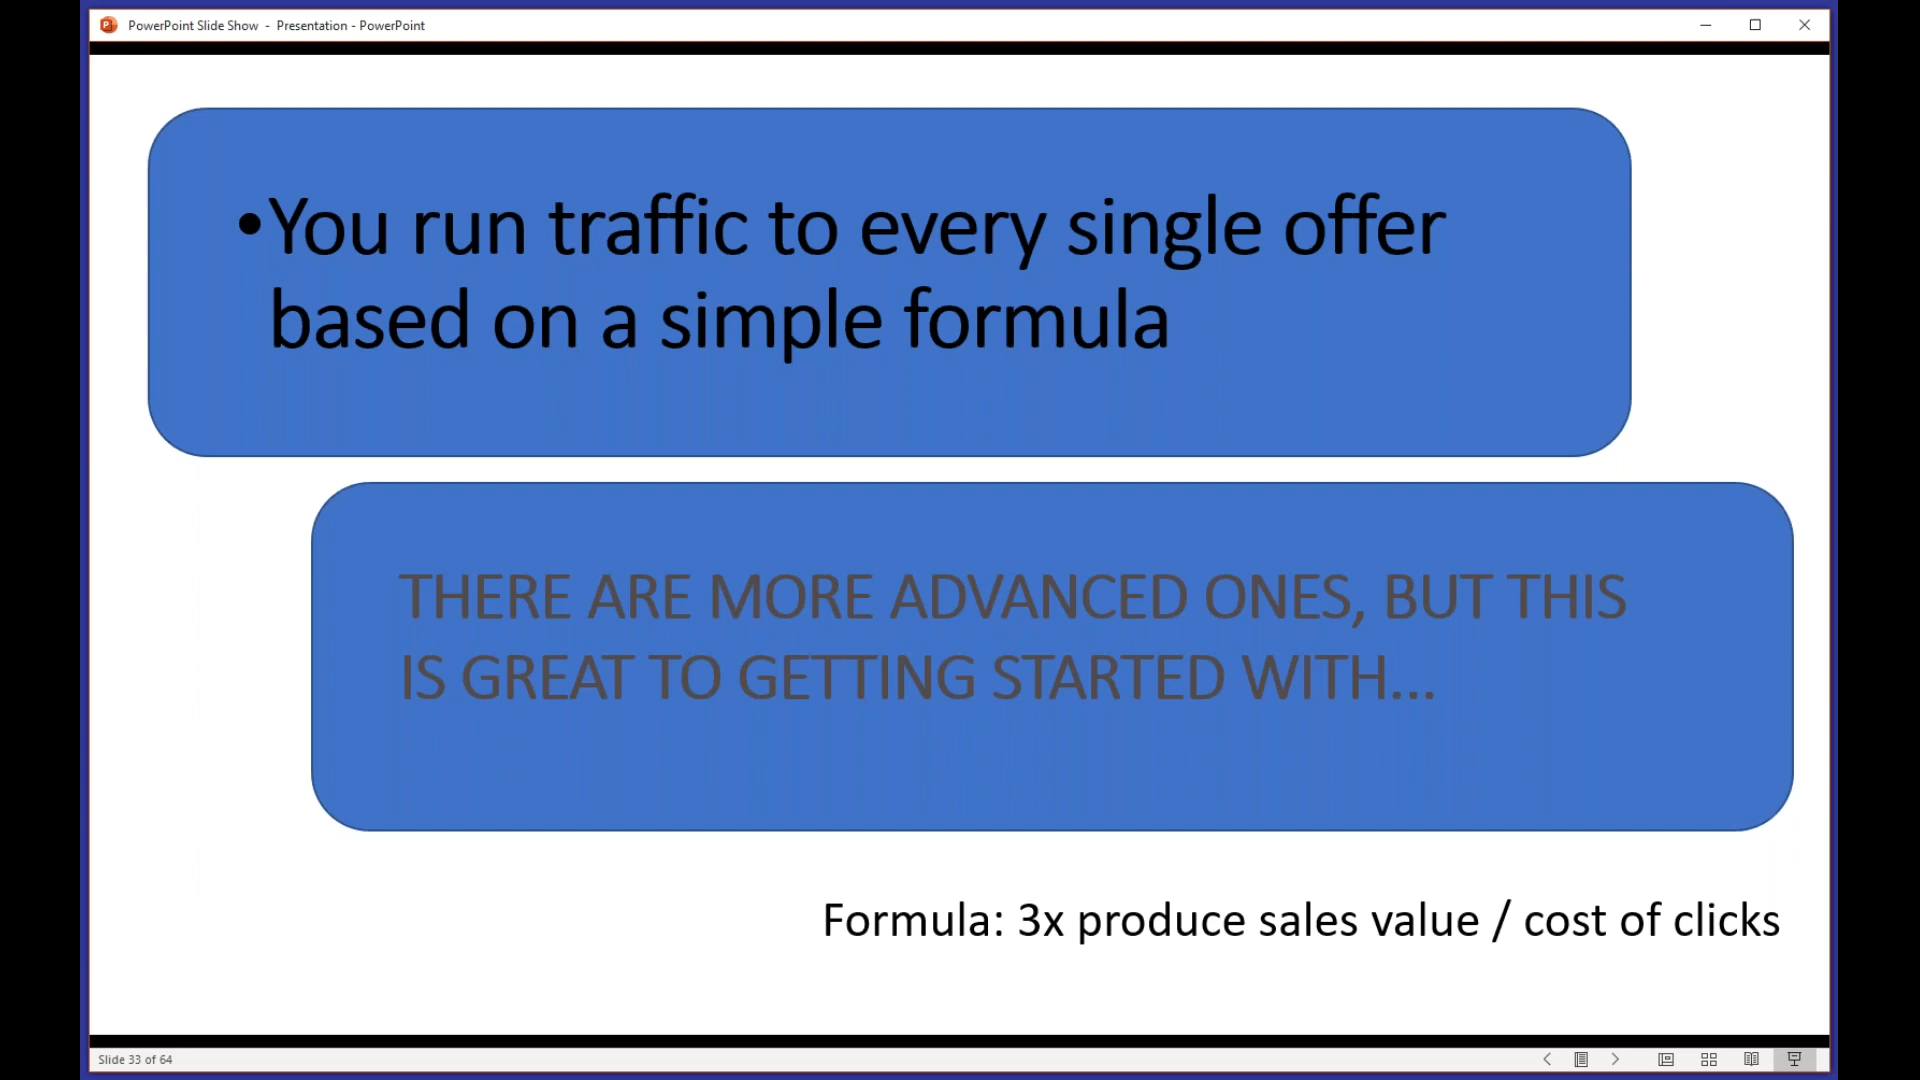 PowerPoint Slide Show - Presentation - PowerPoint
•You run traffic to every single offer
based on a simple formula
THERE ARE MORE ADVANCED ONES, BUT THIS
IS GREAT TO GETTING STARTED WITH...
Formula: 3x produce sales value / cost of clicks
Slide 33 of 64